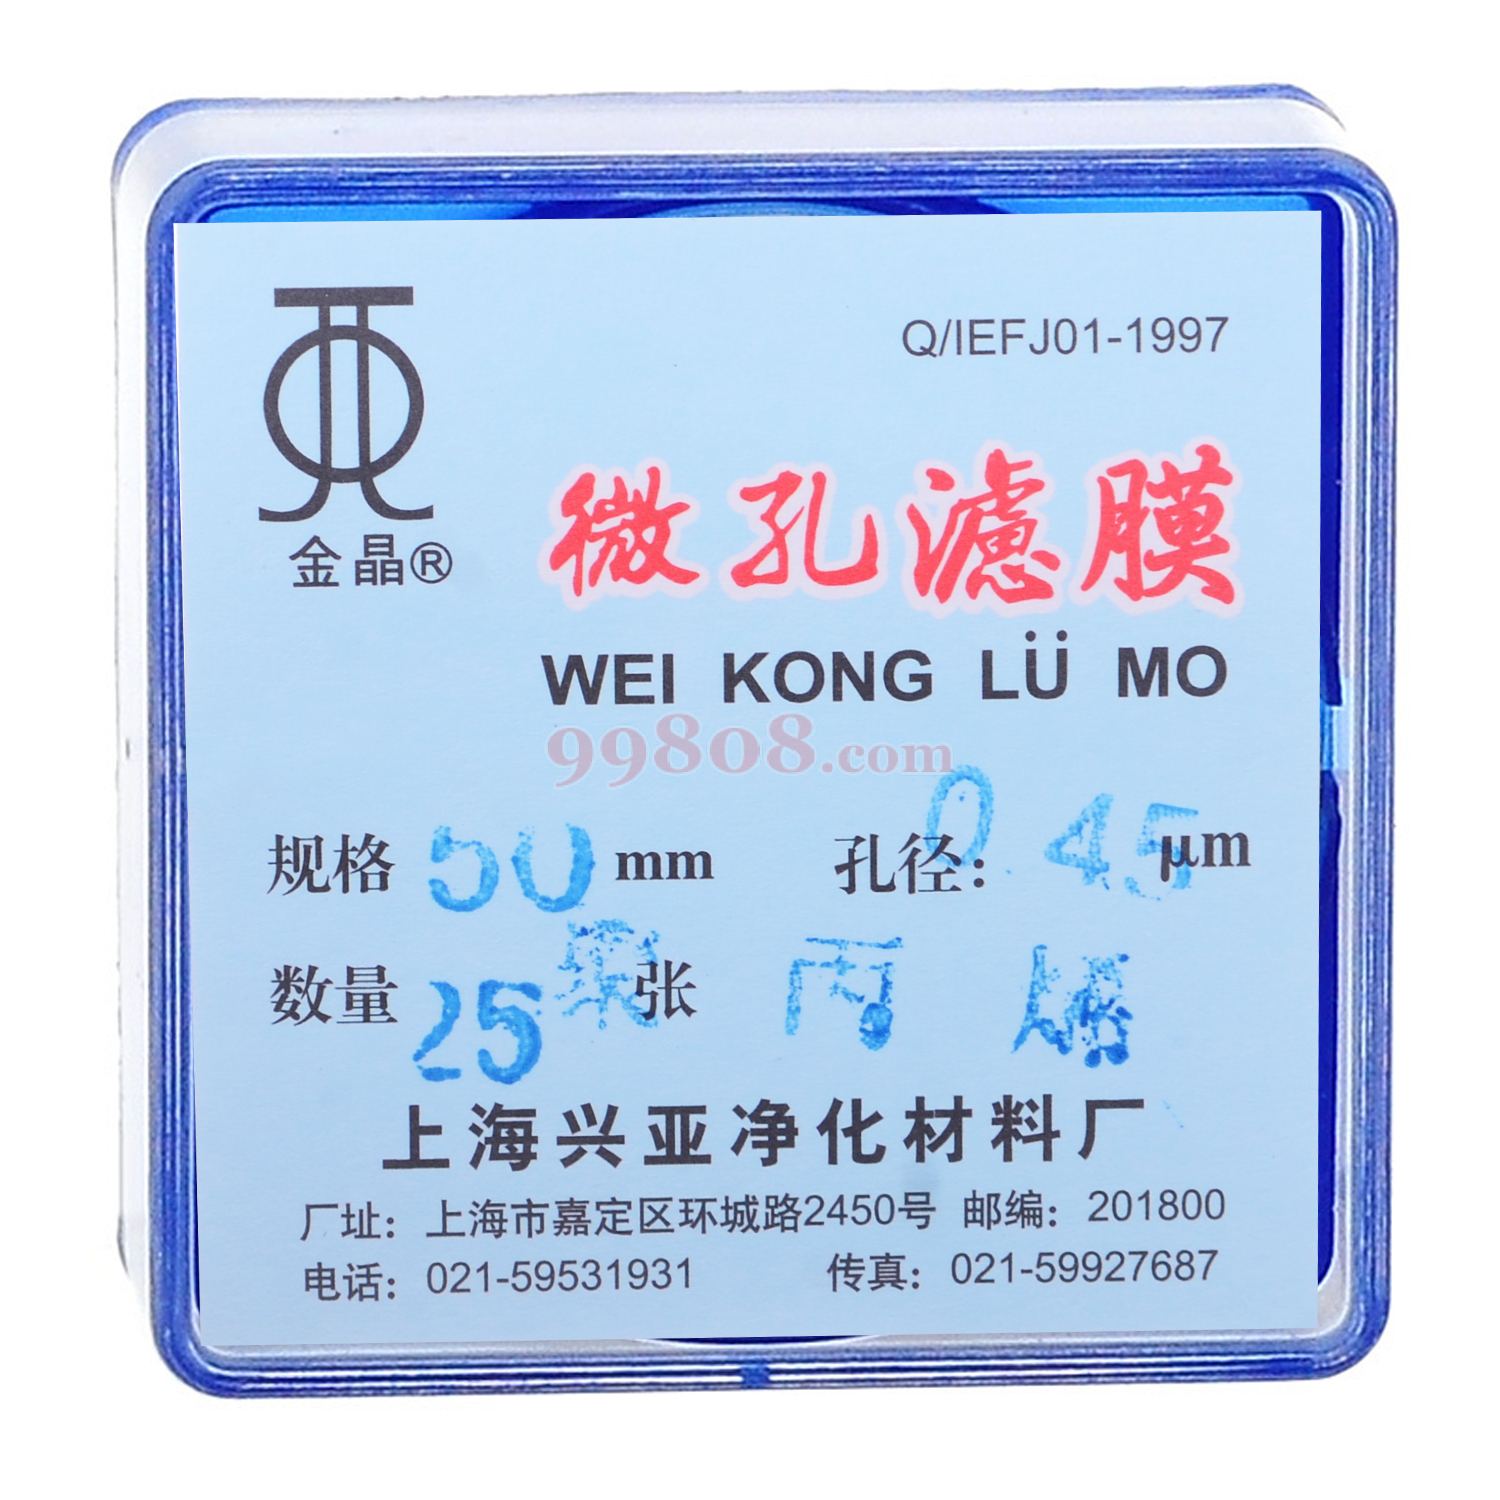 Q/IEFJ01-1997
金晶®
微孔滤膜
WEI KONG LÜ MO
99808.com
规格 50 mm 孔径: 0.45 μm
数量 25 张 聚丙烯
上海兴亚净化材料厂
厂址: 上海市嘉定区环城路2450号 邮编: 201800
电话: 021-59531931 传真: 021-59927687